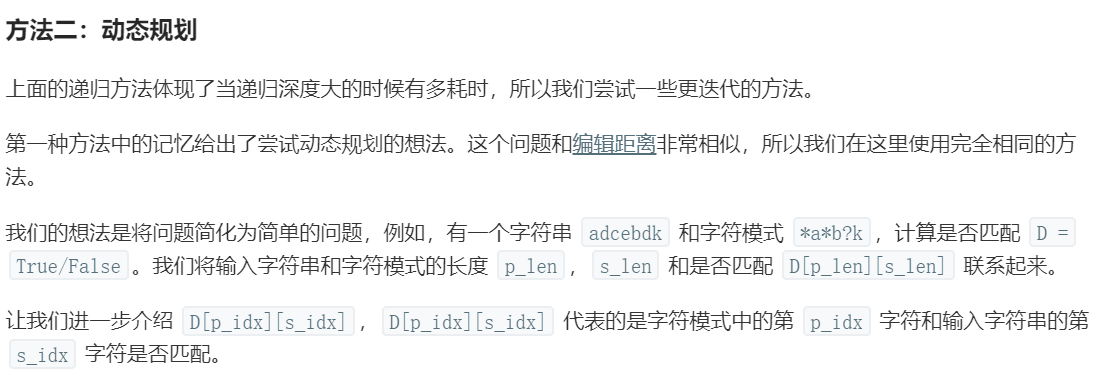 方法二：动态规划
上面的递归方法体现了当递归深度大的时候有多耗时，所以我们尝试一些更迭代的方法。
第一种方法中的记忆给出了尝试动态规划的想法。这个问题和编辑距离非常相似，所以我们在这里使用完全相同的方
法。
我们的想法是将问题简化为简单的问题，例如，有一个字符串 adcebdk 和字符模式 *a*b?k，计算是否匹配 D =
True/False。我们将输入字符串和字符模式的长度 p_len， s_len 和是否匹配 D[p_len][s_len] 联系起来。
让我们进一步介绍 D[p_idx][s_idx]， D[p_idx][s_idx] 代表的是字符模式中的第 p_idx 字符和输入字符串的第
s_idx 字符是否匹配。